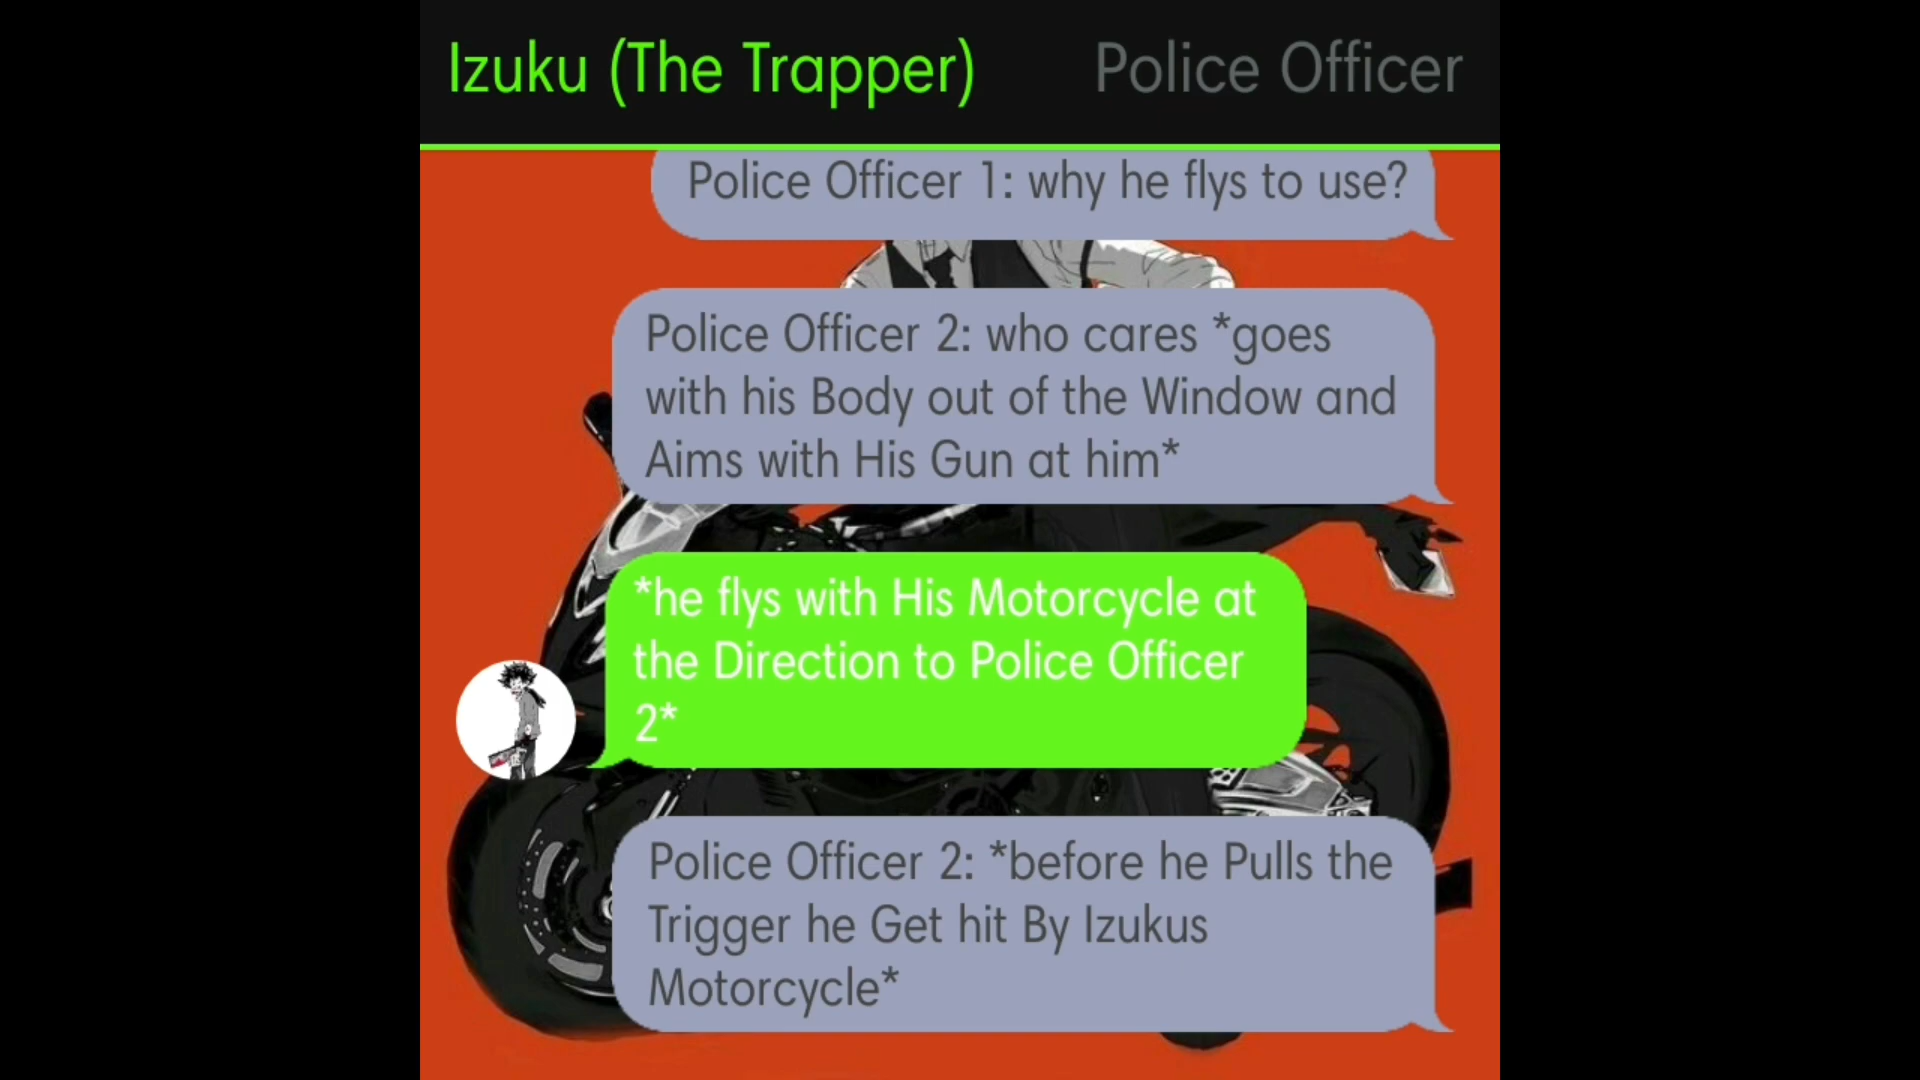 Izuku (The Trapper) Police Officer
Police Officer 1: why he flys to use?
Police Officer 2: who cares *goes
with his Body out of the Window and
Aims with His Gun at him*
*he flys with His Motorcycle at
the Direction to Police Officer
2*
Police Officer 2: *before he Pulls the
Trigger he Get hit By Izukus
Motorcycle*